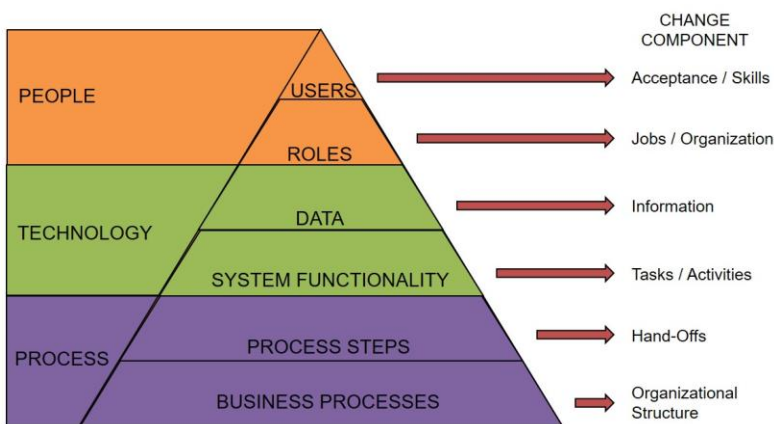 CHANGE
COMPONENT
USERS
Acceptance / Skills
PEOPLE
ROLES
Jobs / Organization
DATA
Information
TECHNOLOGY
SYSTEM FUNCTIONALITY
Tasks / Activities
PROCESS STEPS
Hand-Offs
PROCESS
BUSINESS PROCESSES
Organizational
Structure